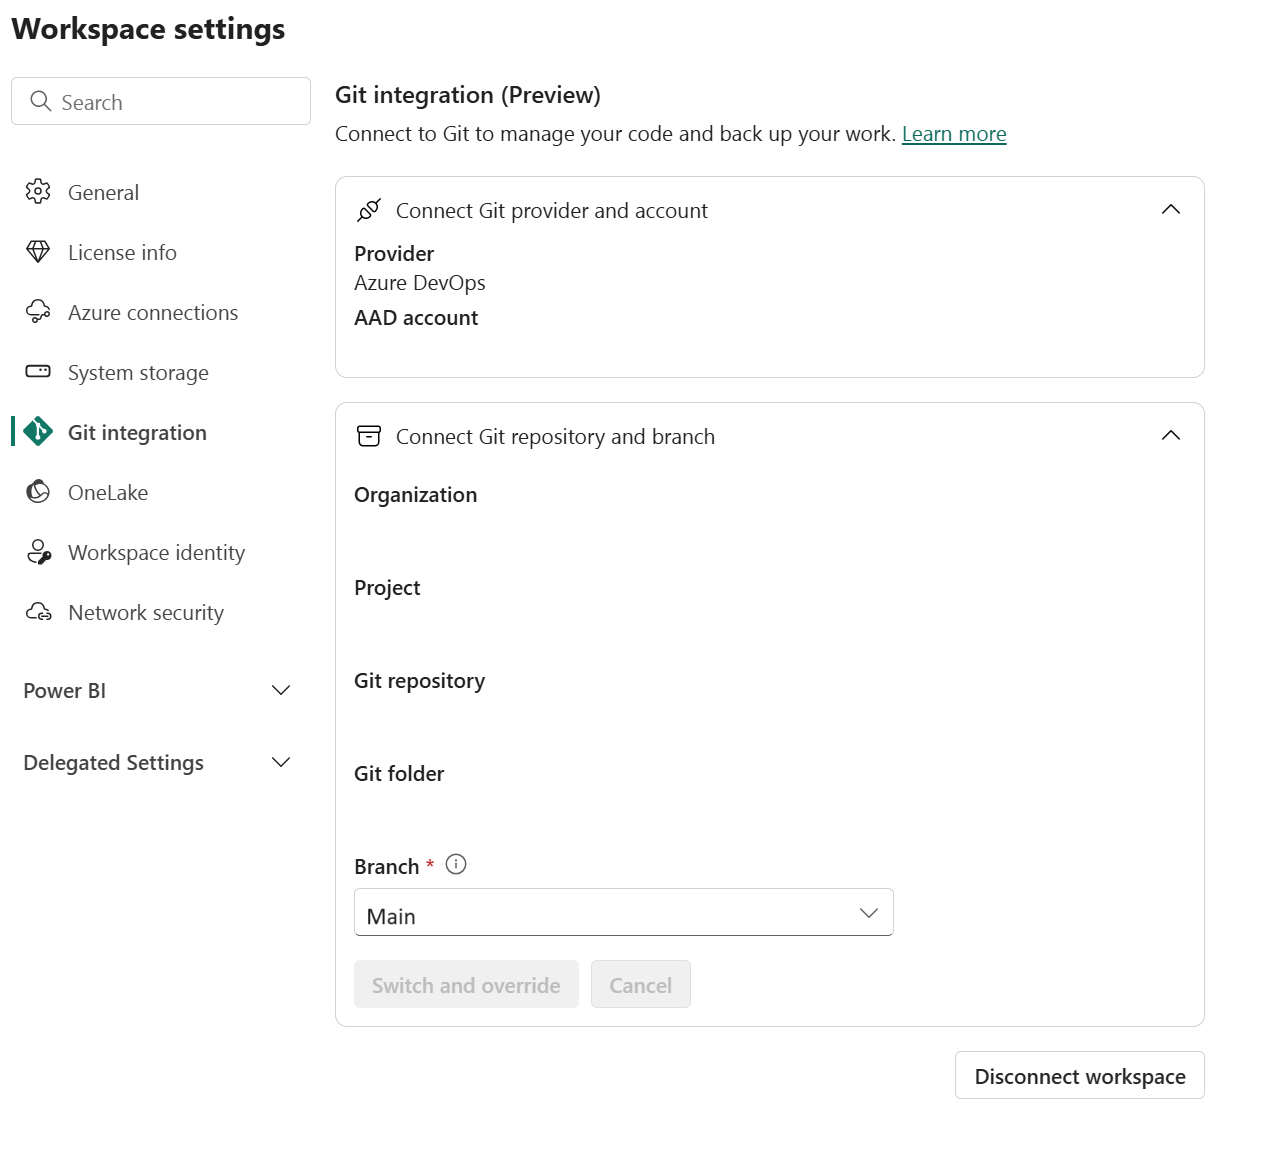 Workspace settings
Search
General
License info
Azure connections
System storage
Git integration
OneLake
Workspace identity
Network security
Power BI
Delegated Settings
Git integration (Preview)
Connect to Git to manage your code and back up your work. Learn more
Connect Git provider and account
Provider
Azure DevOps
AAD account
Connect Git repository and branch
Organization
Project
Git repository
Git folder
Branch *
Main
Switch and override
Cancel
Disconnect workspace